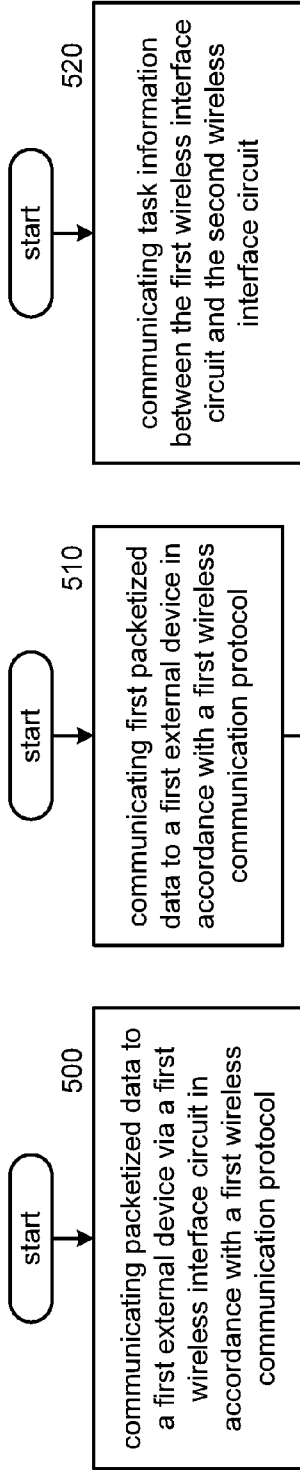 start
500
communicating packetized data to
a first external device via a first
wireless interface circuit in
accordance with a first wireless
communication protocol
start
510
communicating first packetized
data to a first external device in
accordance with a first wireless
communication protocol
start
520
communicating task information
between the first wireless interface
circuit and the second wireless
interface circuit